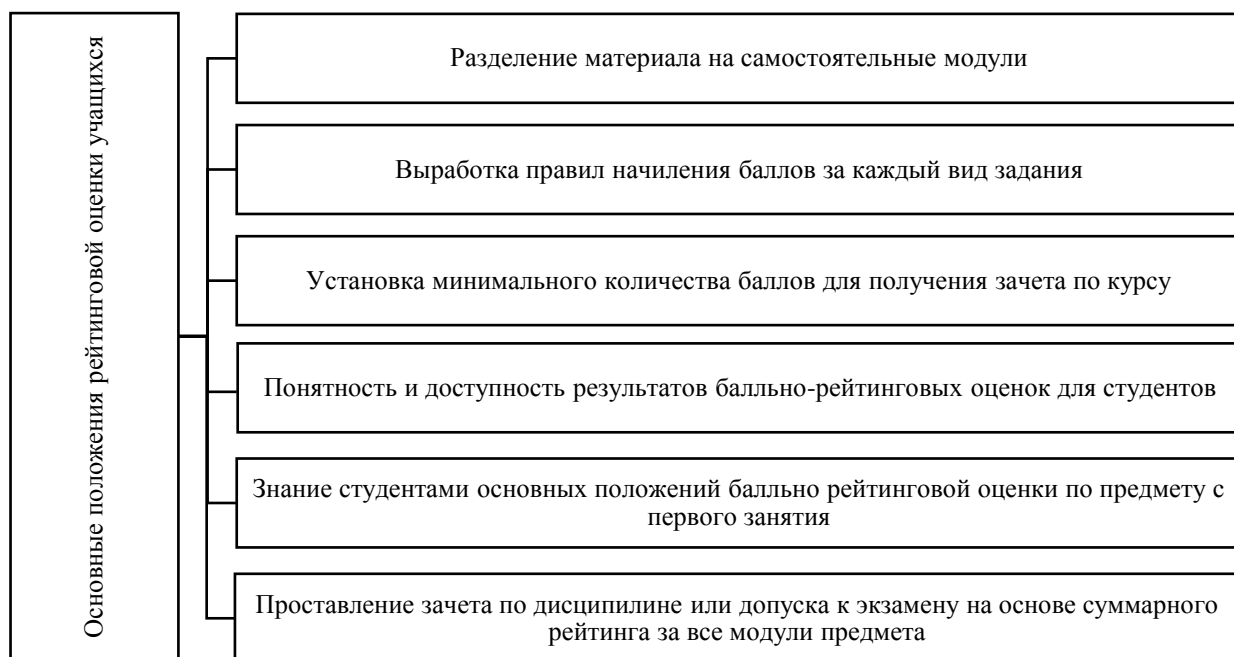 Основные положения рейтинговой оценки учащихся
Разделение материала на самостоятельные модули
Выработка правил начиления баллов за каждый вид задания
Установка минимального количества баллов для получения зачета по курсу
Понятность и доступность результатов балльно-рейтинговых оценок для студентов
Знание студентами основных положений балльно рейтинговой оценки по предмету с
первого занятия
Проставление зачета по дисципилине или допуска к экзамену на основе суммарного
рейтинга за все модули предмета